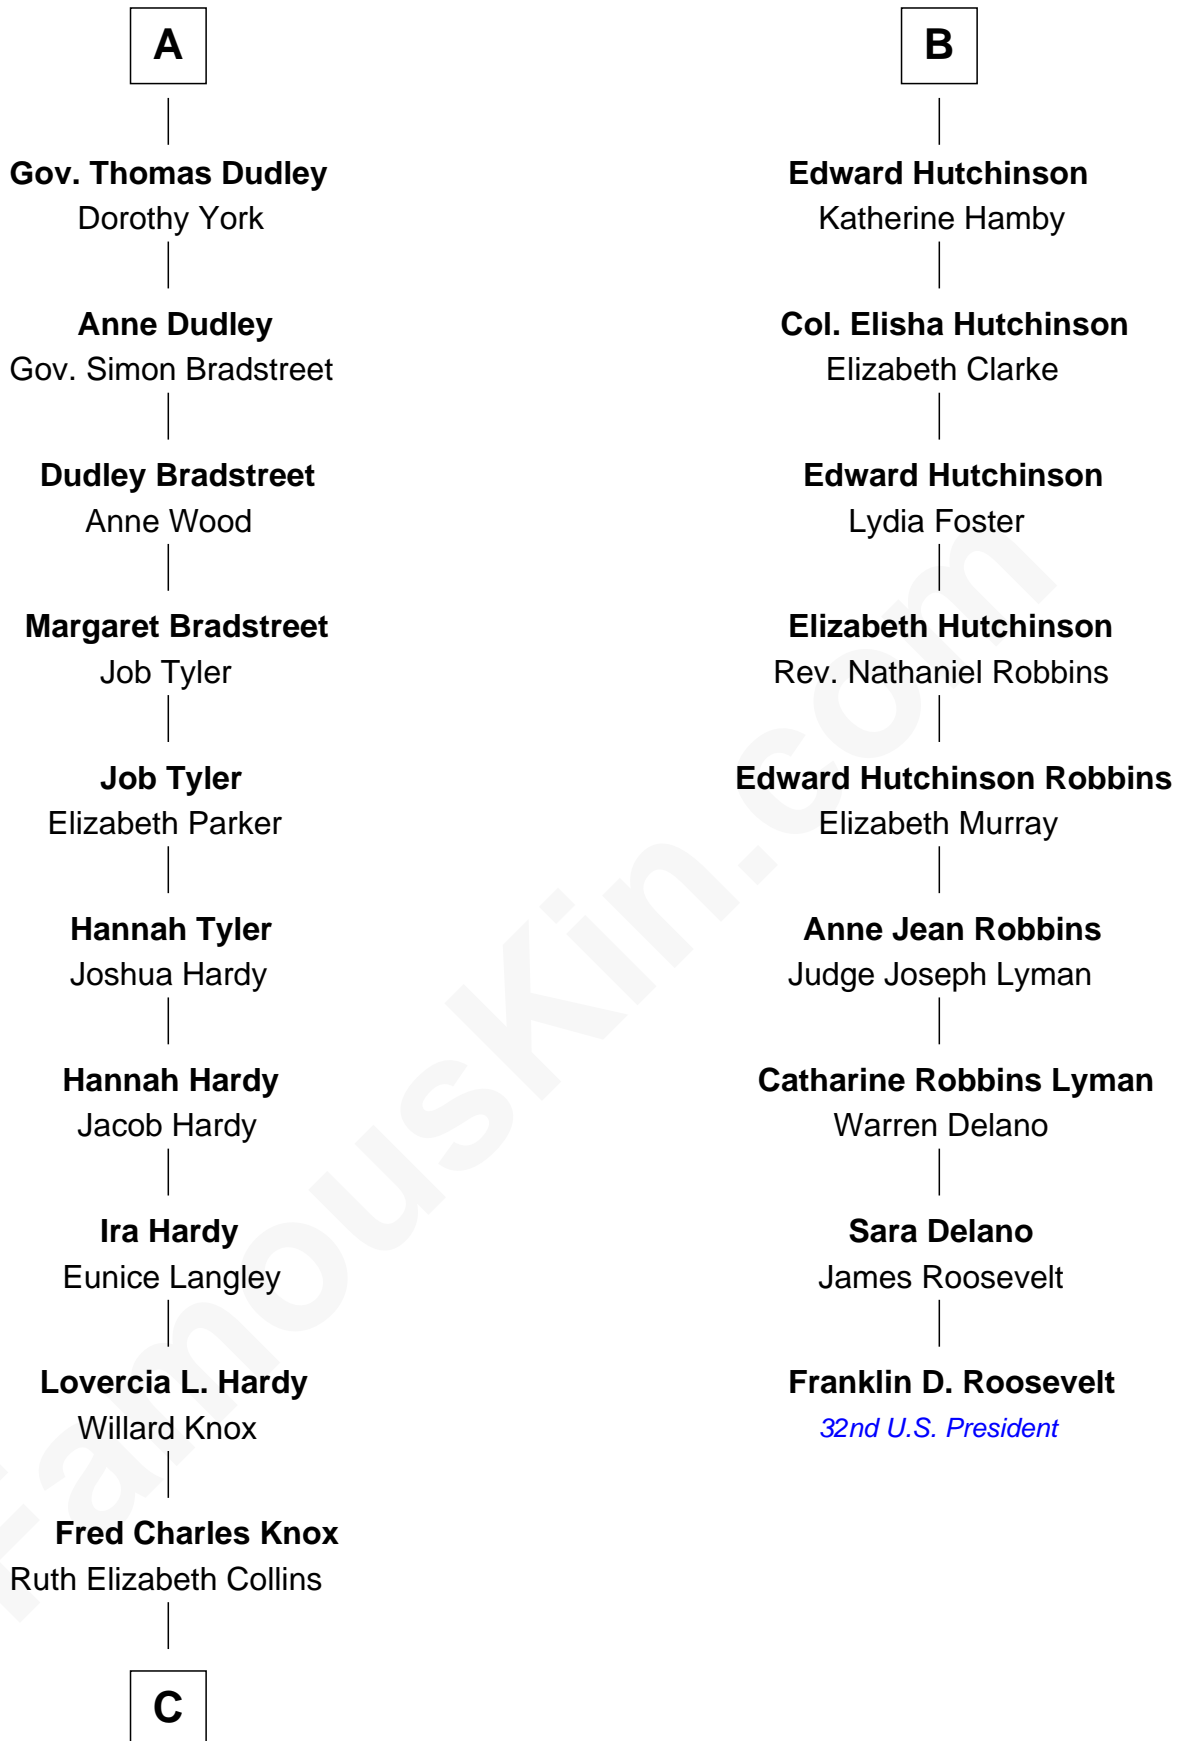 A
Gov. Thomas Dudley
Dorothy York
Anne Dudley
Gov. Simon Bradstreet
Dudley Bradstreet
Anne Wood
Margaret Bradstreet
Job Tyler
Job Tyler
Elizabeth Parker
Hannah Tyler
Joshua Hardy
Hannah Hardy
Jacob Hardy
Ira Hardy
Eunice Langley
Lovercia L. Hardy
Willard Knox
Fred Charles Knox
Ruth Elizabeth Collins
C
B
Edward Hutchinson
Katherine Hamby
Col. Elisha Hutchinson
Elizabeth Clarke
Edward Hutchinson
Lydia Foster
Elizabeth Hutchinson
Rev. Nathaniel Robbins
Edward Hutchinson Robbins
Elizabeth Murray
Anne Jean Robbins
Judge Joseph Lyman
Catharine Robbins Lyman
Warren Delano
Sara Delano
James Roosevelt
Franklin D. Roosevelt
32nd U.S. President
FamousKin.com